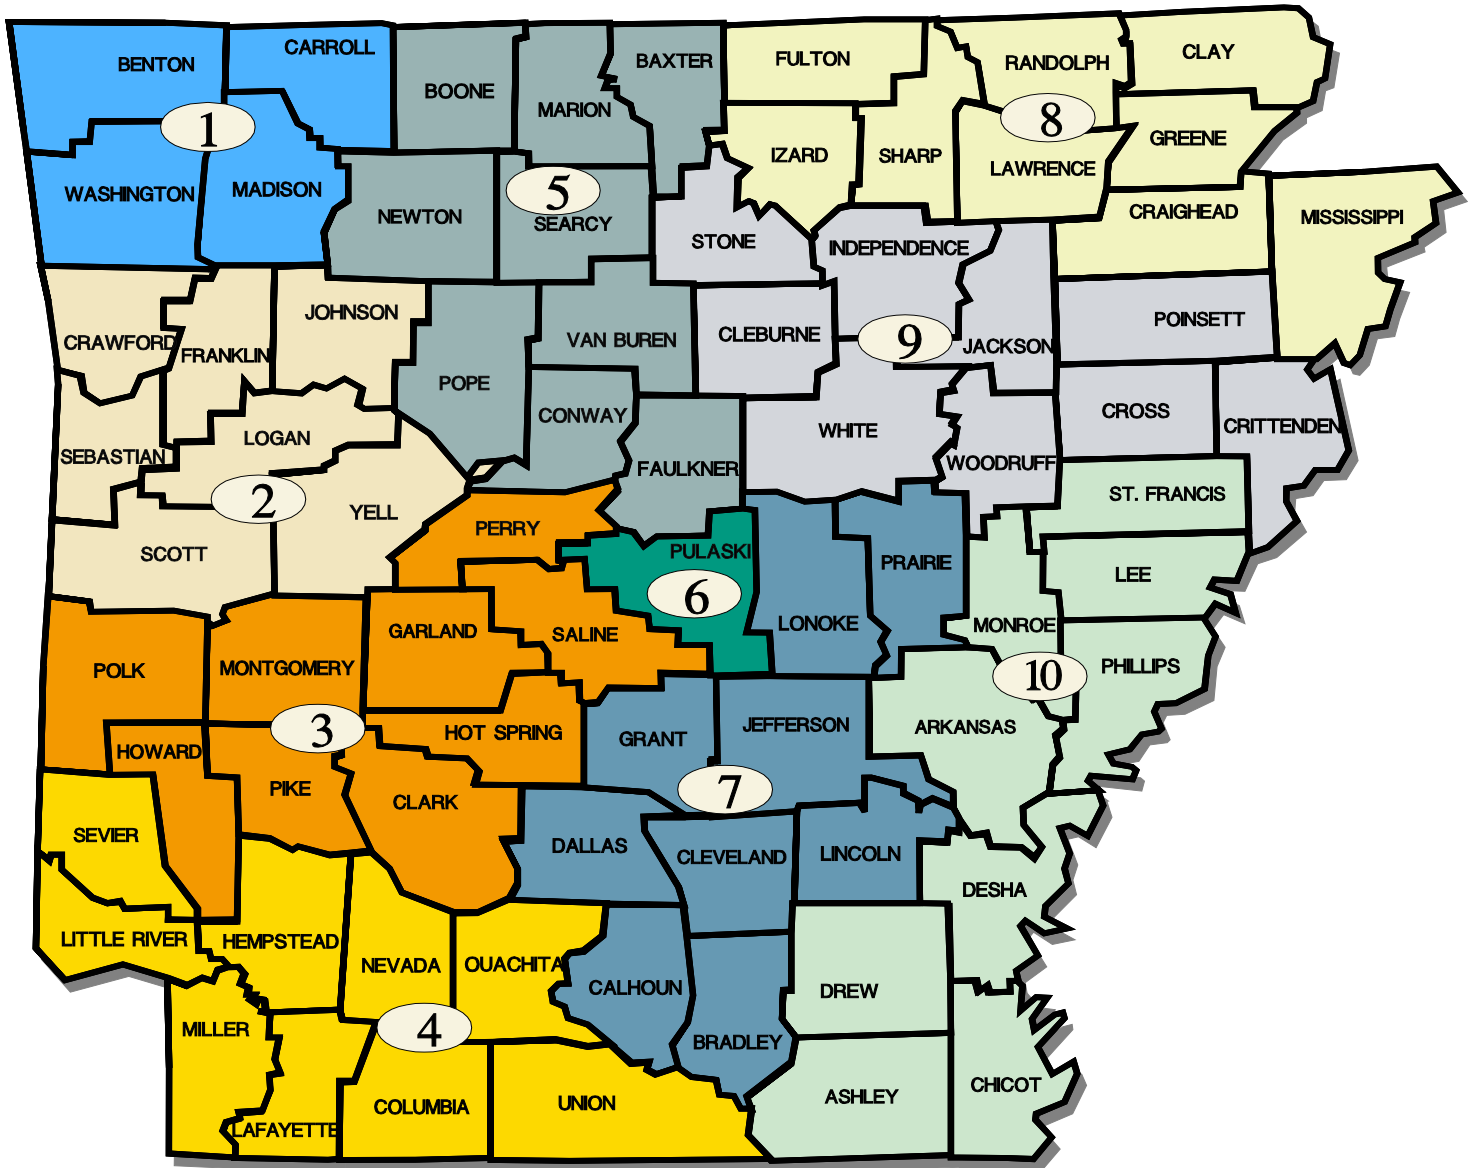 BENTON
CARROLL
BOONE
MARION
BAXTER
FULTON
RANDOLPH
CLAY
1
WASHINGTON
MADISON
NEWTON
5
SEARCY
STONE
IZARD
SHARP
8
LAWRENCE
GREENE
CRAIGHEAD
MISSISSIPPI
INDEPENDENCE
CRAWFORD
FRANKLIN
JOHNSON
POPE
VAN BUREN
CLEBURNE
9
JACKSON
POINSETT
SEBASTIAN
LOGAN
CONWAY
FAULKNER
WHITE
WOODRUFF
CROSS
CRITTENDEN
2
YELL
SCOTT
PERRY
PULASKI
6
LONOKE
PRAIRIE
ST. FRANCIS
LEE
MONROE
PHILLIPS
10
POLK
MONTGOMERY
GARLAND
SALINE
HOWARD
3
PIKE
HOT SPRING
CLARK
GRANT
JEFFERSON
7
ARKANSAS
SEVIER
DALLAS
CLEVELAND
LINCOLN
DESHA
LITTLE RIVER
HEMPSTEAD
NEVADA
OUACHITA
CALHOUN
DREW
MILLER
4
BRADLEY
LAFAYETTE
COLUMBIA
UNION
ASHLEY
CHICOT